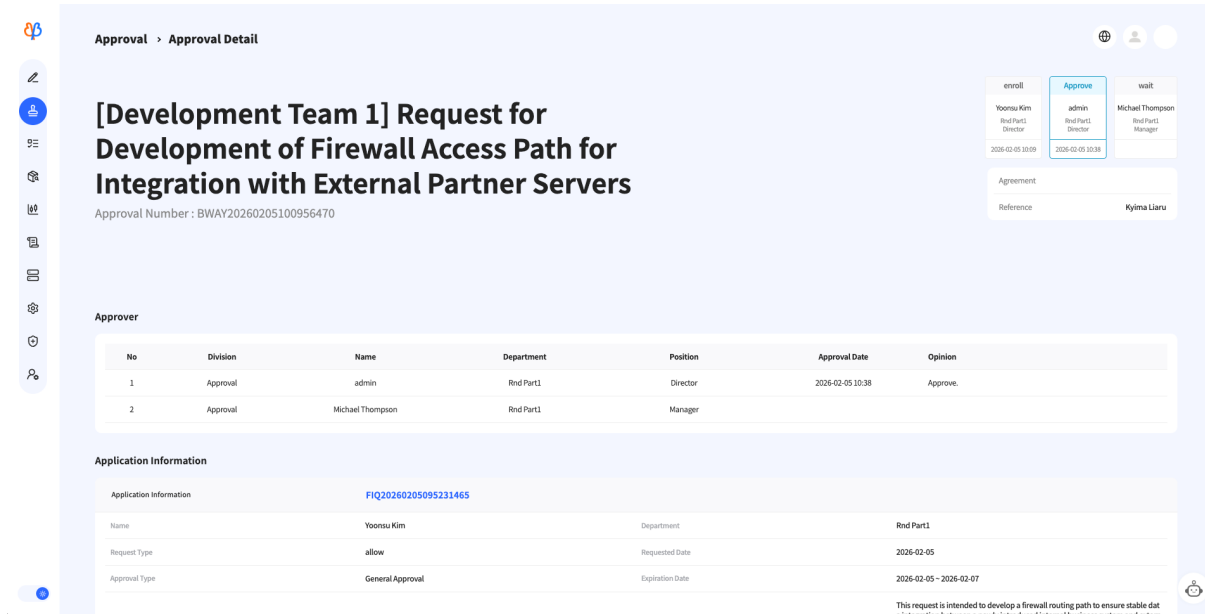 Approval > Approval Detail
[Development Team 1] Request for
Development of Firewall Access Path for
Integration with External Partner Servers
Approval Number : BWAY20260205100956470
enroll Approve wait
Yoonsu Kim admin Michael Thompson
Rnd Part1 Rnd Part1 Rnd Part1
Director Director Manager
2026-02-05 10:09 2026-02-05 10:38
Agreement
Reference Kyima Liaru
Approver
No Division Name Department Position Approval Date Opinion
1 Approval admin Rnd Part1 Director 2026-02-05 10:38 Approve.
2 Approval Michael Thompson Rnd Part1 Manager
Application Information
Application Information FIQ20260205095231465
Name Yoonsu Kim Department Rnd Part1
Request Type allow Requested Date 2026-02-05
Approval Type General Approval Expiration Date 2026-02-05 ~ 2026-02-07
This request is intended to develop a firewall routing path to ensure stable dat